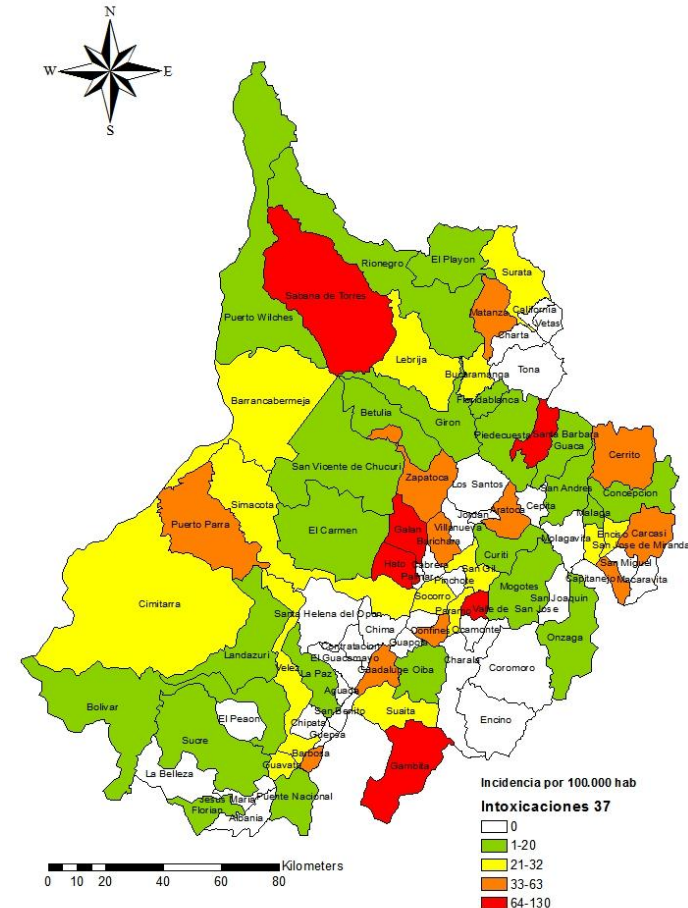 N
W E
S
El Playon
Surata
Rionegro
Sabana de Torres
California
Matanza
Vetas
Puerto Wilches
Charta
Lebrija
Tona
Bucaramanga
Barrancabermeja
Floridablanca
Betulia
Giron
Piedecuesta
Santa Barbara
Guaca
Cerrito
San Vicente de Chucuri
Zapatoca
Los Santos
San Andres
Concepcion
Simacota
Cepita
Aratoca
Jordan
Malaga
Puerto Parra
El Carmen
Galan
Villanueva
Barichara
Enciso
Carcasi
Molagavita
San Jose de Miranda
Curiti
San Miguel
Hato
Cabrera
San Gil
Palmar
Pinchote
Mogotes
Capitanejo
Macaravita
Cimitarra
Socorro
San Joaquin
Santa Helena del Opon
Paramo
Valle de San Jose
Chima
Confines
Ocamonte
Onzaga
Contratacion
Guapota
Landazuri
El Guacamayo
Charala
Velez
La Paz
Guadalupe
Oiba
Coromoro
Aguada
Bolivar
San Benito
Suaita
El Peaon
Chipata
Encino
Guepsa
Sucre
Barbosa
Guavata
Gambita
La Belleza
Jesus Maria
Puente Nacional
Florian
Albania
Incidencia por 100.000 hab
Intoxicaciones 37
0
1-20
21-32
33-63
64-130
Kilometers
0 10 20 40 60 80